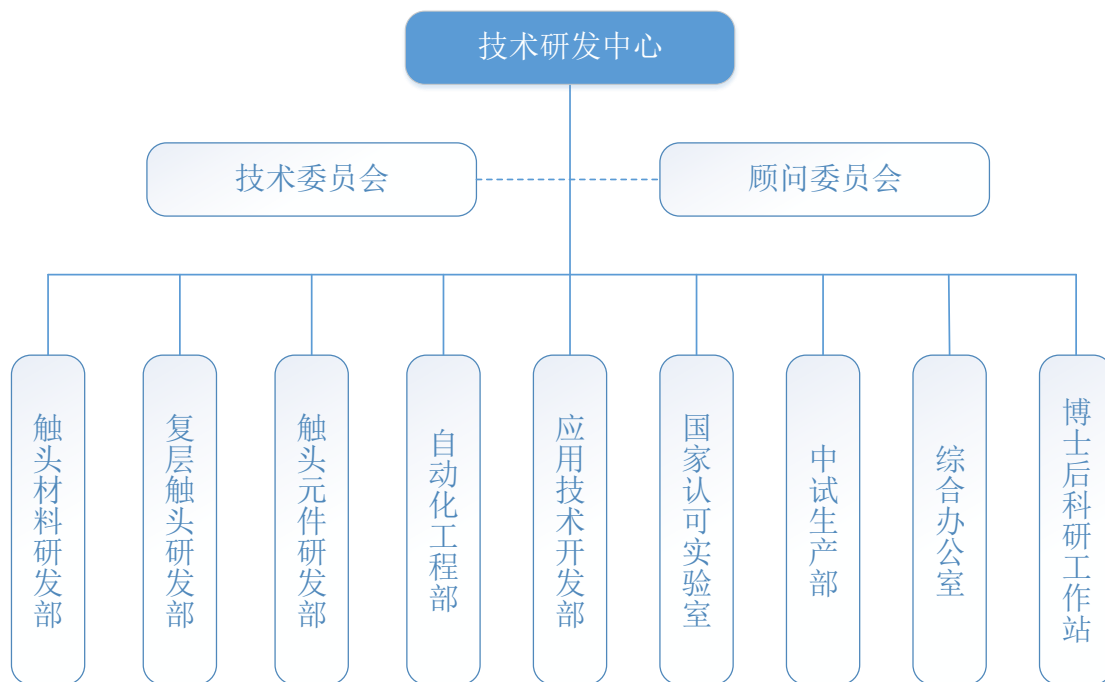 技术研发中心
技术委员会
顾问委员会
触头材料研发部
复层触头研发部
触头元件研发部
自动化工程部
应用技术开发部
国家认可实验室
中试生产部
综合办公室
博士后科研工作站